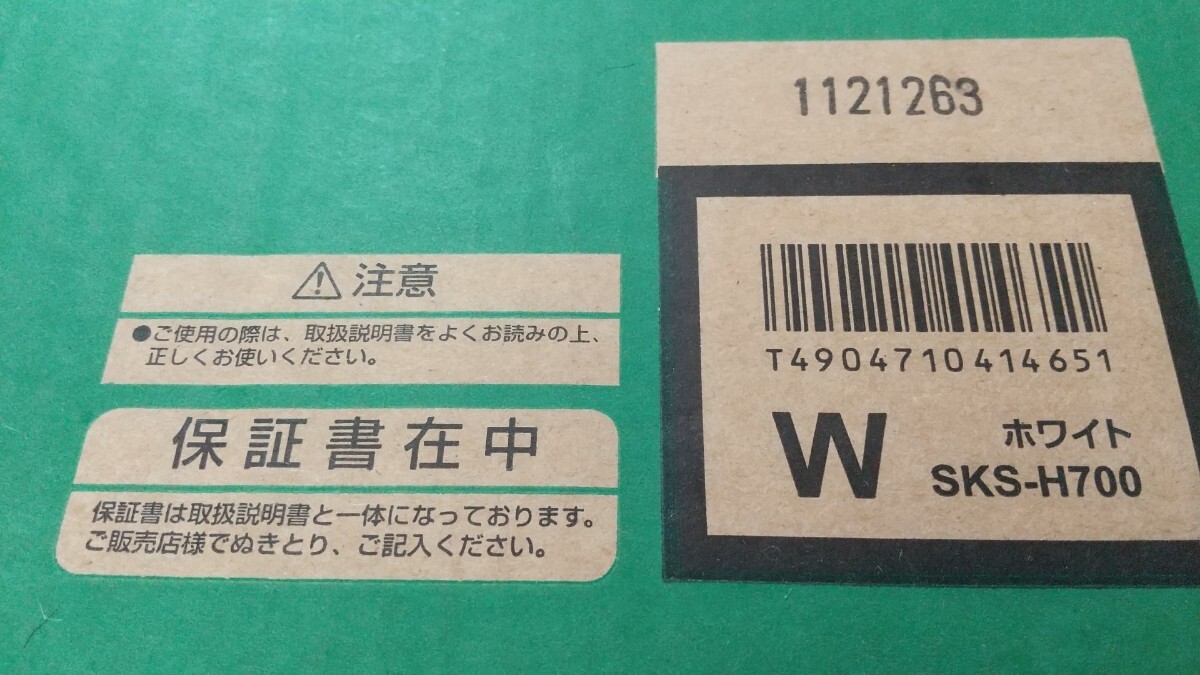 1121263
T4904710414651
W
ホワイト
SKS-H700
注意
●ご使用の際は、取扱説明書をよくお読みの上、
正しくお使いください。
保証書在中
保証書は取扱説明書と一体になっております。
ご販売店様でぬきとり、ご記入ください。